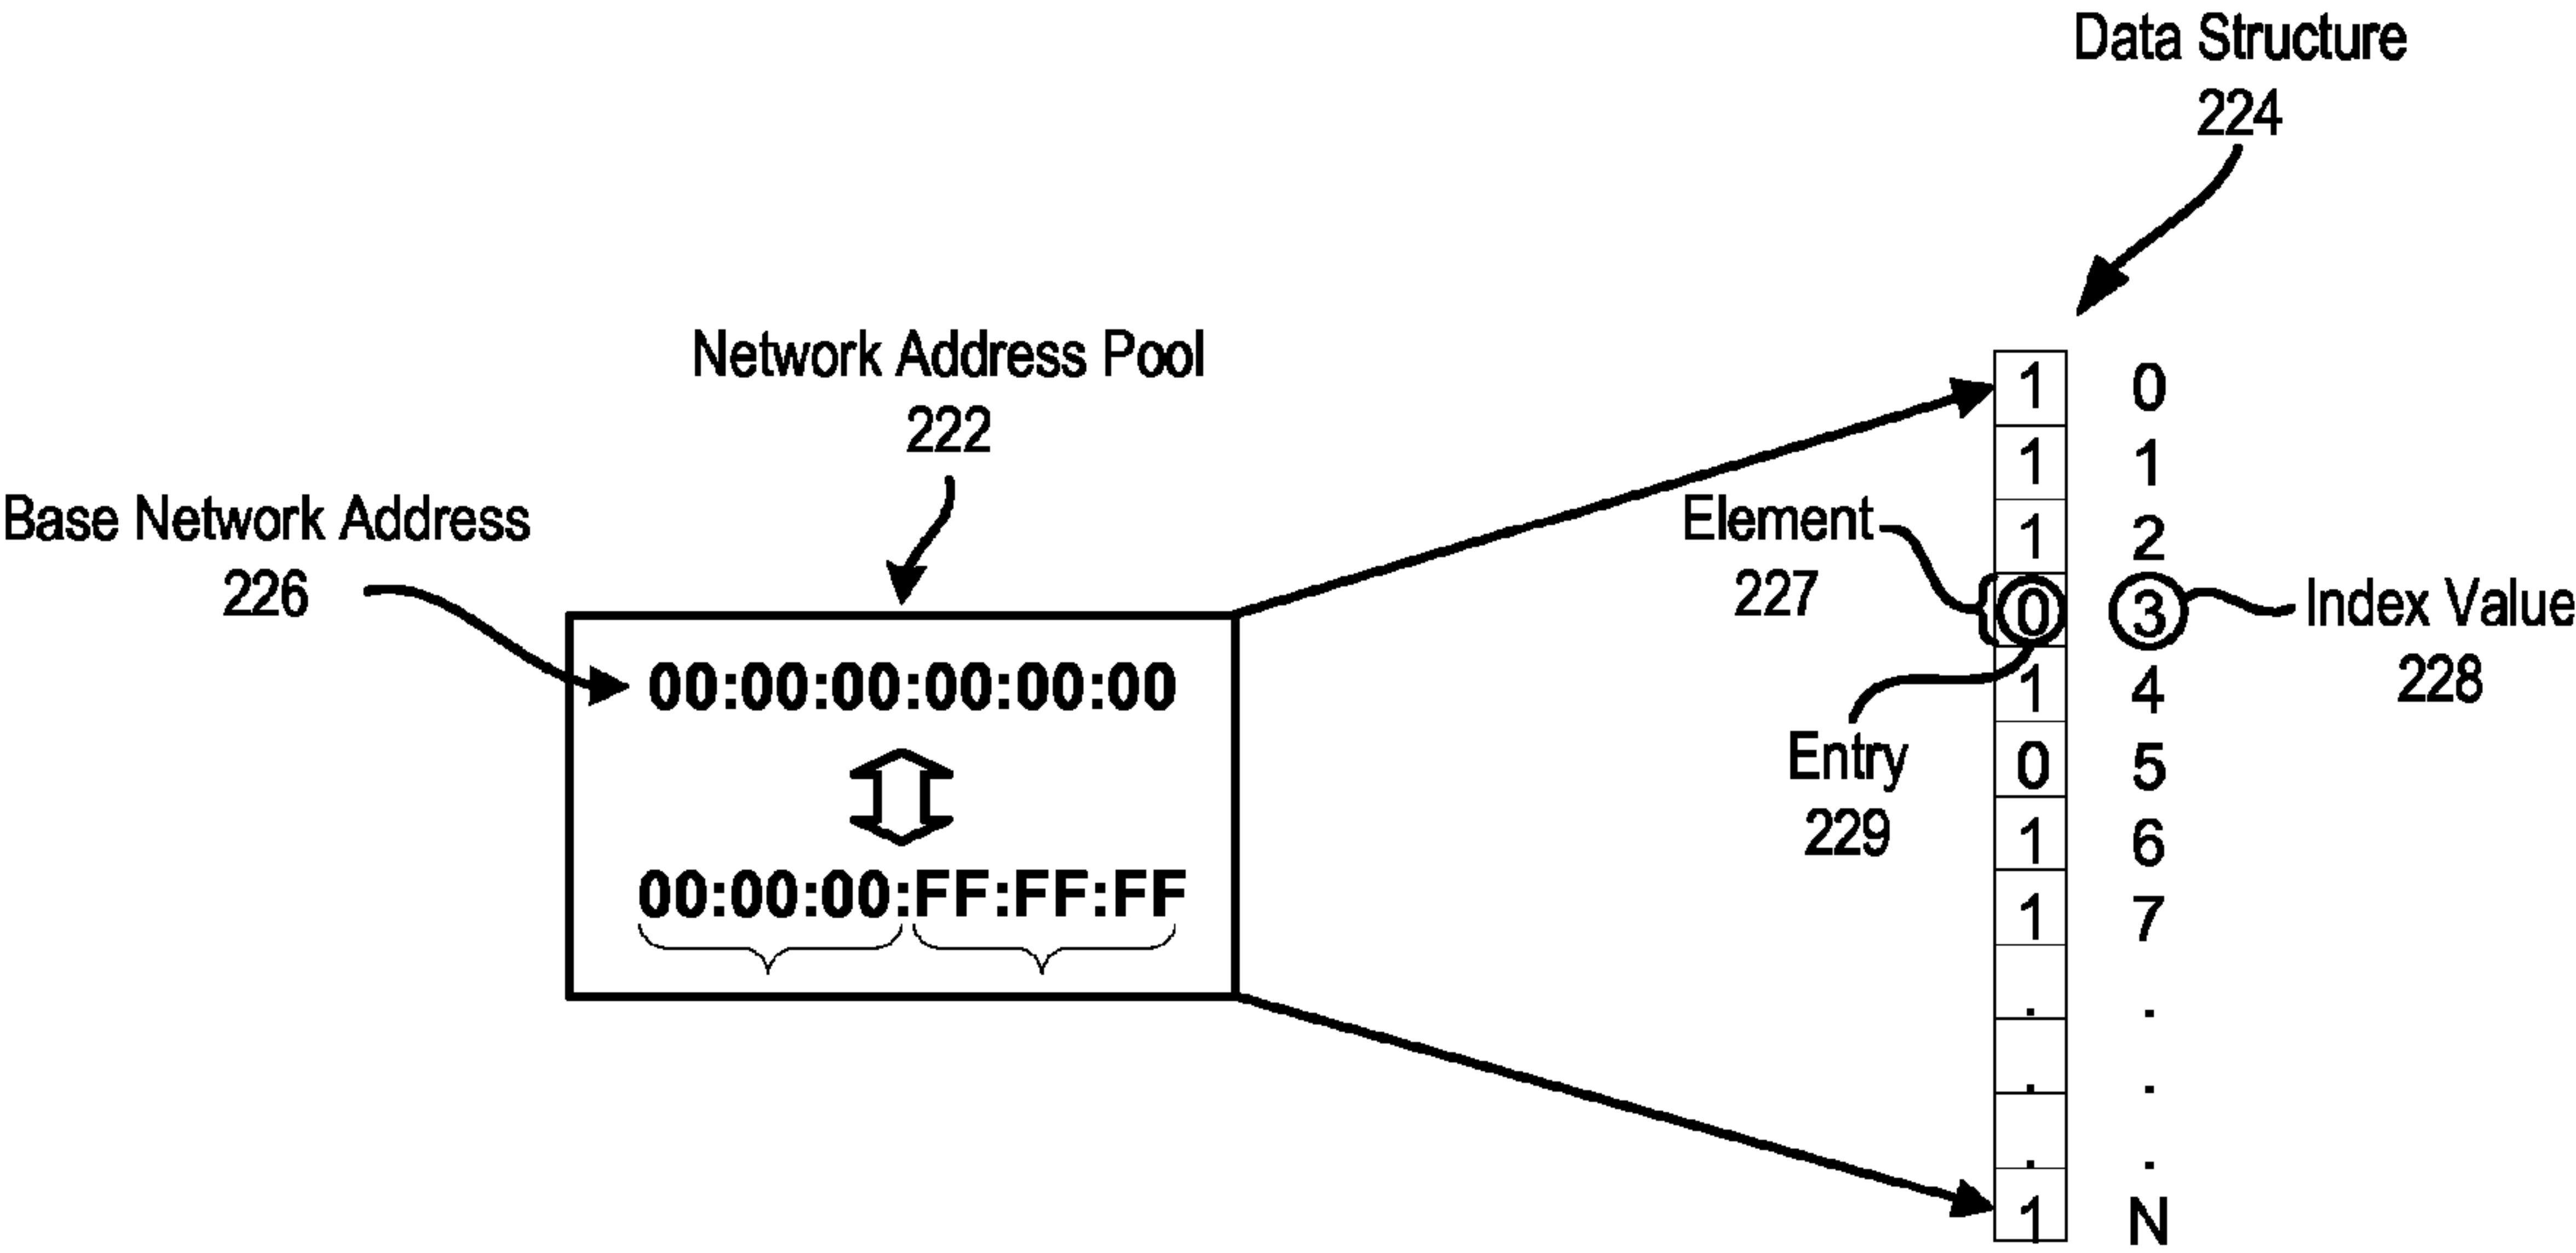 Data Structure
224
Network Address Pool
222
Base Network Address
226
00:00:00:00:00:00
00:00:00:FF:FF:FF
Element
227
Entry
229
Index Value
228
1 0
1 1
1 2
0 3
1 4
0 5
1 6
1 7
. .
. .
. .
1 N